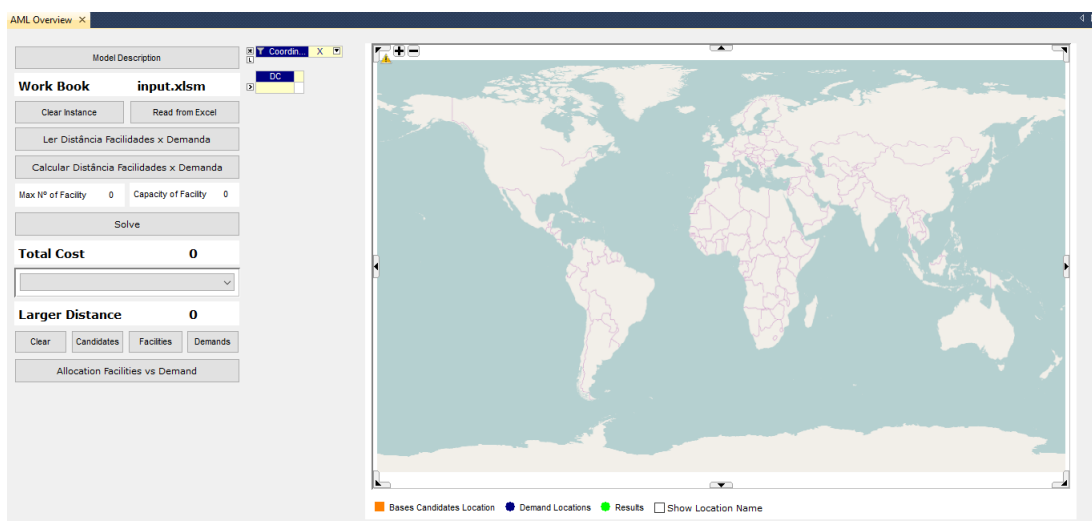 AML Overview
Model Description
Coordin... X
DC
Work Book input.xlsm
Clear Instance Read from Excel
Ler Distância Facilidades x Demanda
Calcular Distância Facilidades x Demanda
Max Nº of Facility 0 Capacity of Facility 0
Solve
Total Cost 0
Larger Distance 0
Clear Candidates Facilities Demands
Allocation Facilities vs Demand
Bases Candidates Location Demand Locations Results Show Location Name